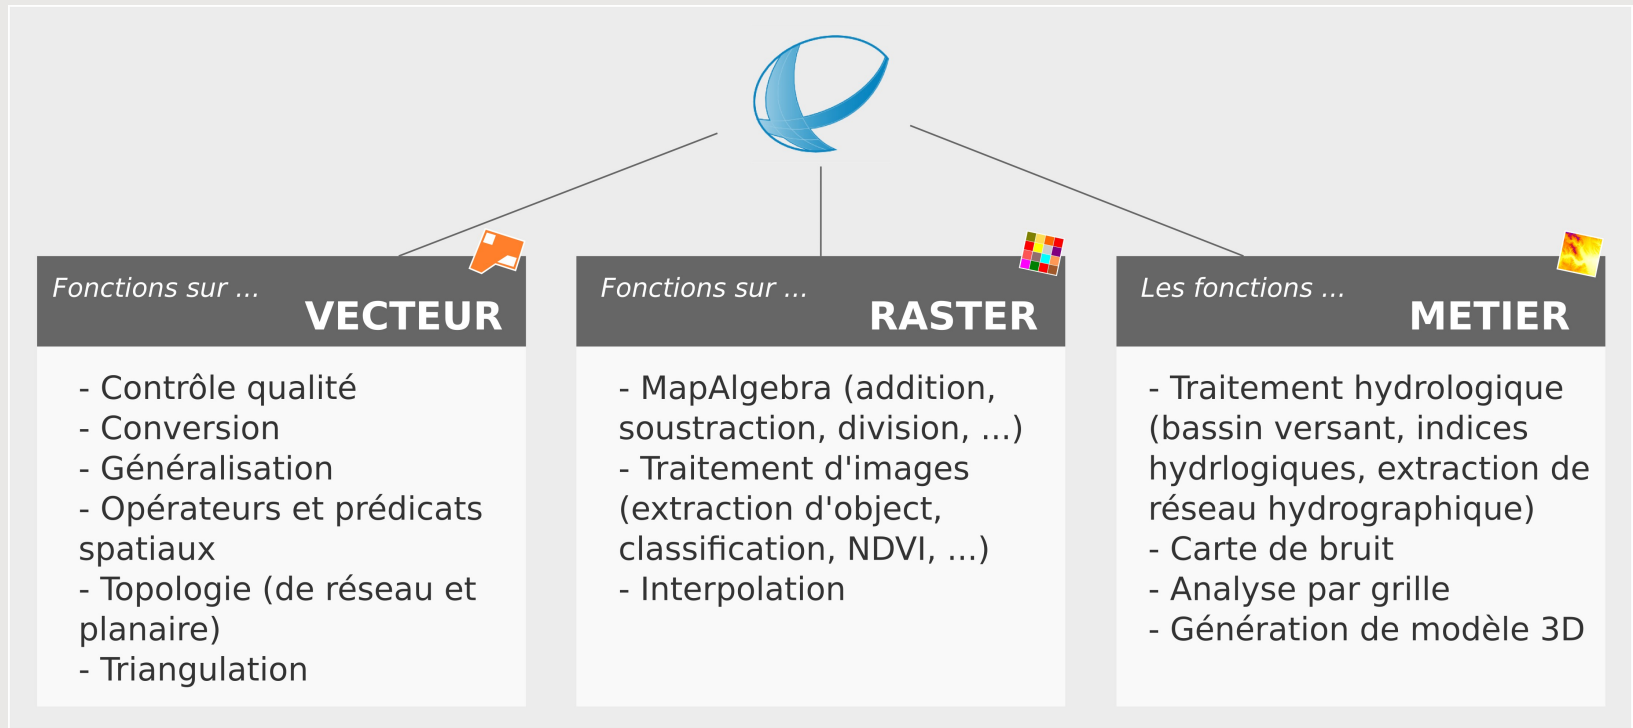 Fonctions sur ...
VECTEUR
- Contrôle qualité
- Conversion
- Généralisation
- Opérateurs et prédicats
spatiaux
- Topologie (de réseau et
planaire)
- Triangulation
Fonctions sur ...
RASTER
- MapAlgebra (addition,
soustraction, division, ...)
- Traitement d'images
(extraction d'object,
classification, NDVI, ...)
- Interpolation
Les fonctions ...
METIER
- Traitement hydrologique
(bassin versant, indices
hydrlogiques, extraction de
réseau hydrographique)
- Carte de bruit
- Analyse par grille
- Génération de modèle 3D